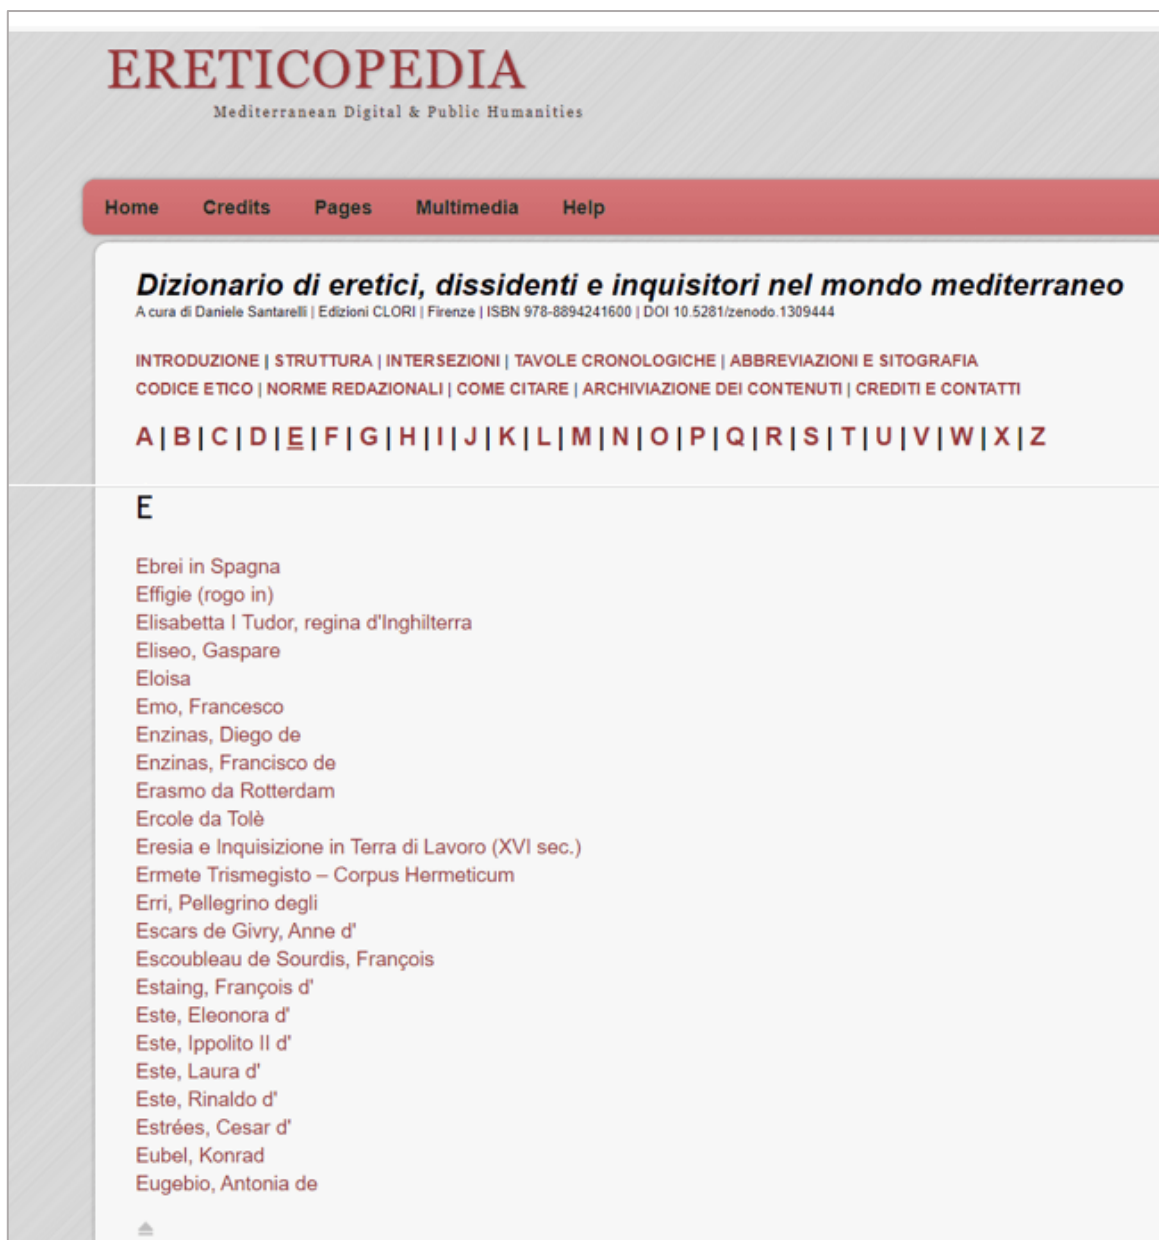 ERETICOPEDIA
Mediterranean Digital & Public Humanities
Home Credits Pages Multimedia Help
Dizionario di eretici, dissidenti e inquisitori nel mondo mediterraneo
A cura di Daniele Santarelli | Edizioni CLORI | Firenze | ISBN 978-8894241600 | DOI 10.5281/zenodo.1309444
INTRODUZIONE | STRUTTURA | INTERSEZIONI | TAVOLE CRONOLOGICHE | ABBREVIAZIONI E SITOGRAFIA
CODICE ETICO | NORME REDAZIONALI | COME CITARE | ARCHIVIAZIONE DEI CONTENUTI | CREDITI E CONTATTI
A | B | C | D | E | F | G | H | I | J | K | L | M | N | O | P | Q | R | S | T | U | V | W | X | Z
E
Ebrei in Spagna
Effigie (rogo in)
Elisabetta I Tudor, regina d'Inghilterra
Eliseo, Gaspare
Eloisa
Emo, Francesco
Enzinas, Diego de
Enzinas, Francisco de
Erasmo da Rotterdam
Ercole da Tolè
Eresia e Inquisizione in Terra di Lavoro (XVI sec.)
Ermete Trismegisto – Corpus Hermeticum
Erri, Pellegrino degli
Escars de Givry, Anne d'
Escoubleau de Sourdis, François
Estaing, François d'
Este, Eleonora d'
Este, Ippolito II d'
Este, Laura d'
Este, Rinaldo d'
Estrées, Cesar d'
Eubel, Konrad
Eugebio, Antonia de